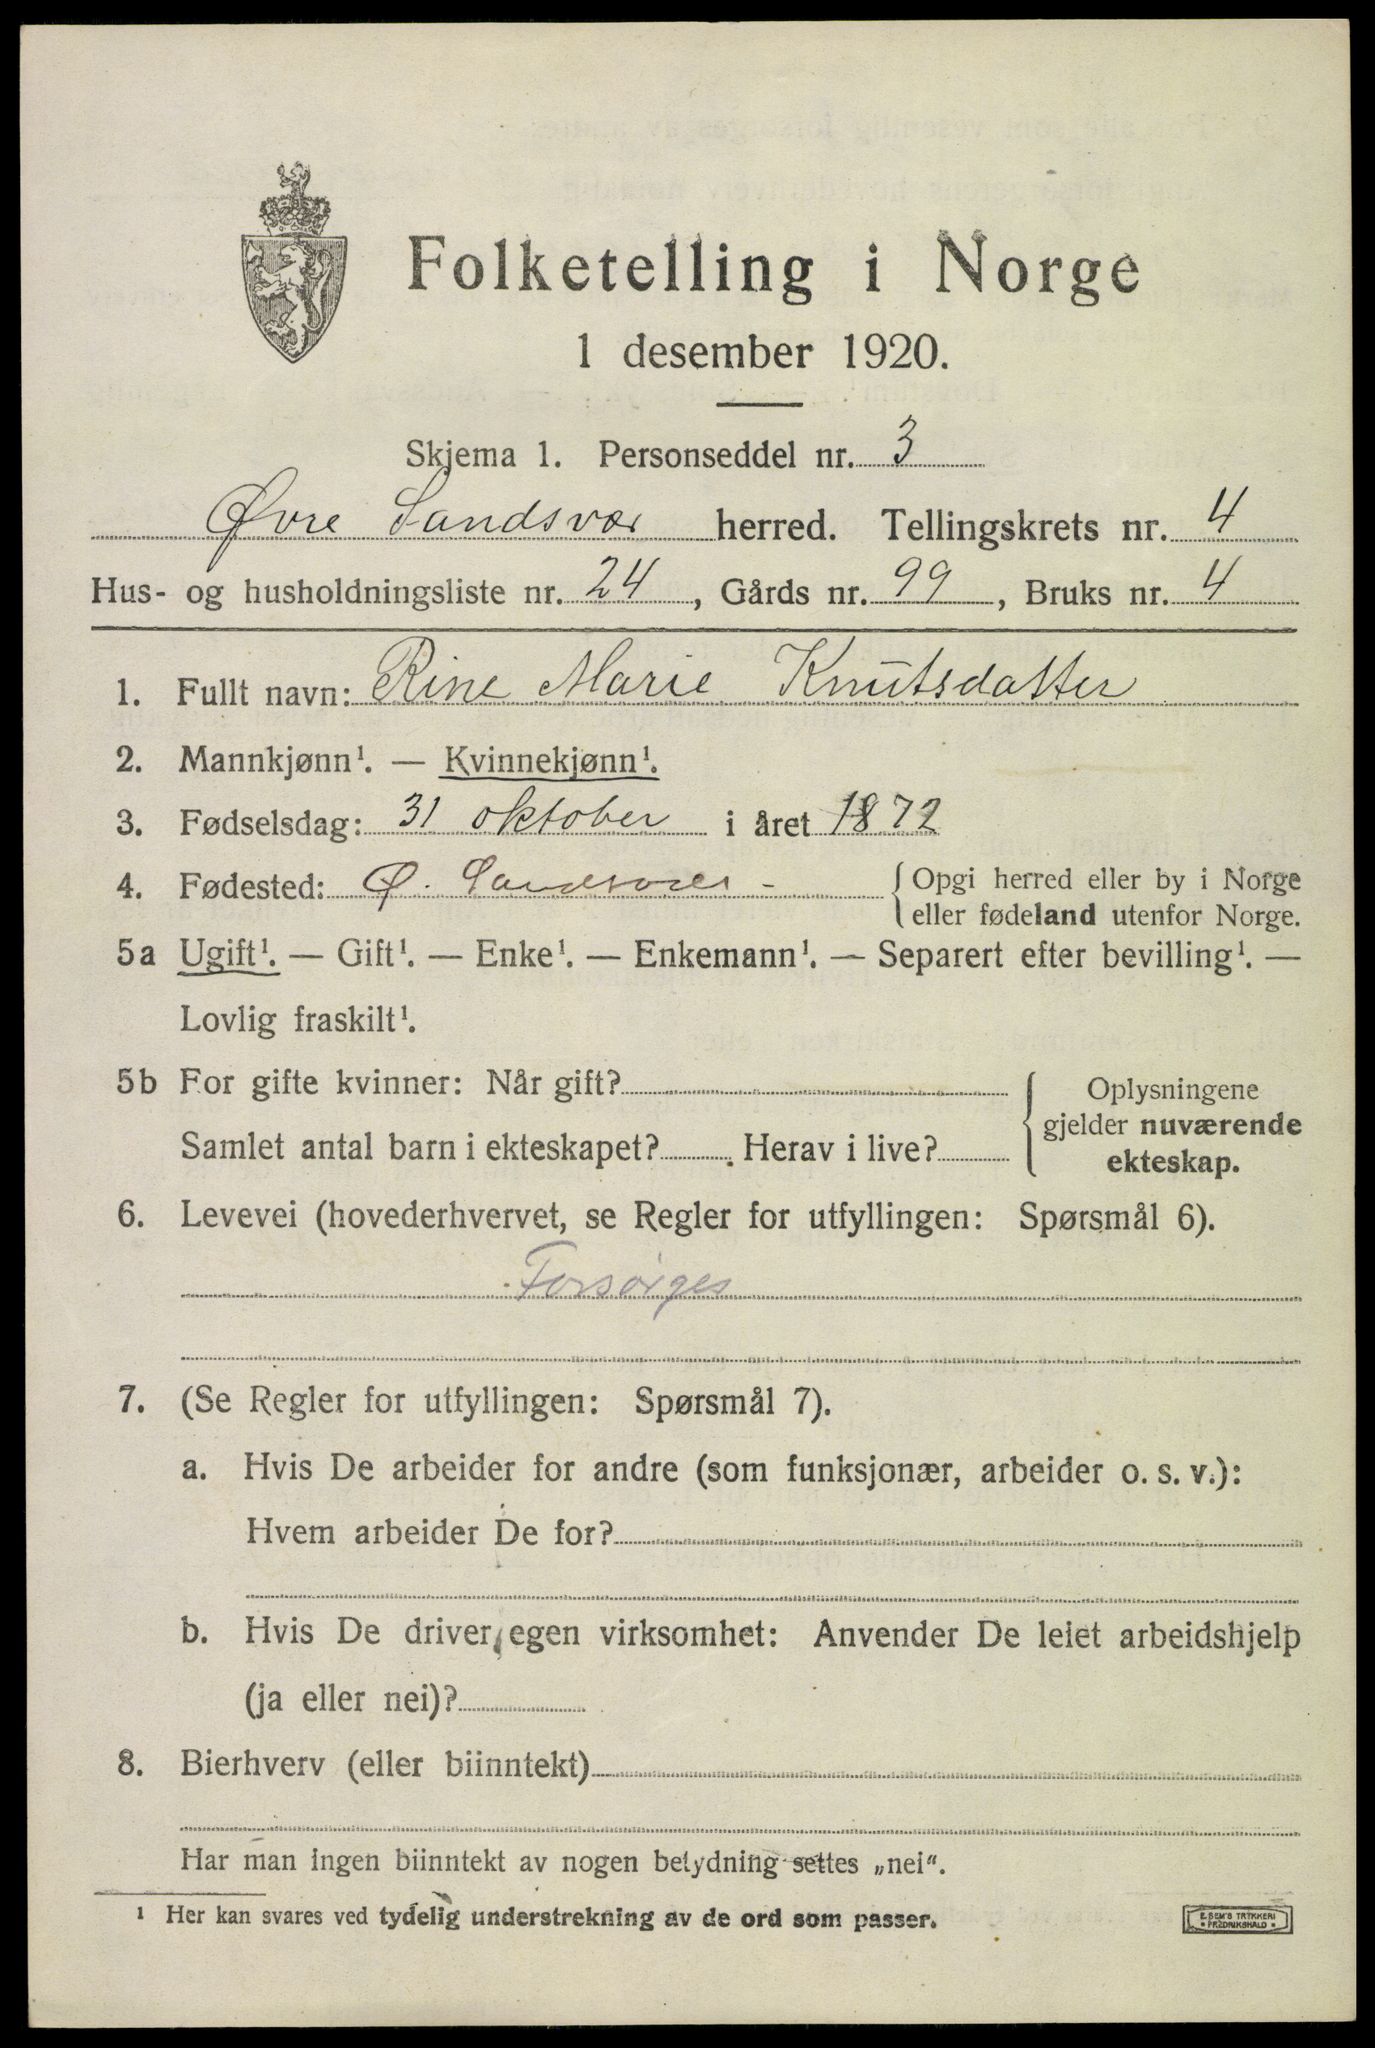 Folketelling i Norge
1 desember 1920.
Skjema 1. Personseddel nr. 3
Øvre Sandsvær herred. Tellingskrets nr. 4
Hus- og husholdningsliste nr. 24, Gårds nr. 99, Bruks nr. 4
1. Fullt navn: Rine Marie Knutsdatter
2. Mannkjønn¹. — Kvinnekjønn¹.
3. Fødselsdag: 31 oktober i året 1872
4. Fødested: Ø. Sandsvær - { Opgi herred eller by i Norge
eller fødeland utenfor Norge.
5a Ugift¹. — Gift¹. — Enke¹. — Enkemann¹. — Separert efter bevilling¹. —
Lovlig fraskilt¹.
5b For gifte kvinner: Når gift?
Samlet antal barn i ekteskapet? Herav i live?
Oplysningene
gjelder nuværende
ekteskap.
6. Levevei (hovederhvervet, se Regler for utfyllingen: Spørsmål 6).
Forsørges
7. (Se Regler for utfyllingen: Spørsmål 7).
a. Hvis De arbeider for andre (som funksjonær, arbeider o. s. v.):
Hvem arbeider De for?
b. Hvis De driver egen virksomhet: Anvender De leiet arbeidshjelp
(ja eller nei)?
8. Bierhverv (eller biinntekt)
Har man ingen biinntekt av nogen betydning settes „nei“.
¹ Her kan svares ved tydelig understrekning av de ord som passer.
E. SEM'S TRYKKERI
FREDRIKSHALD